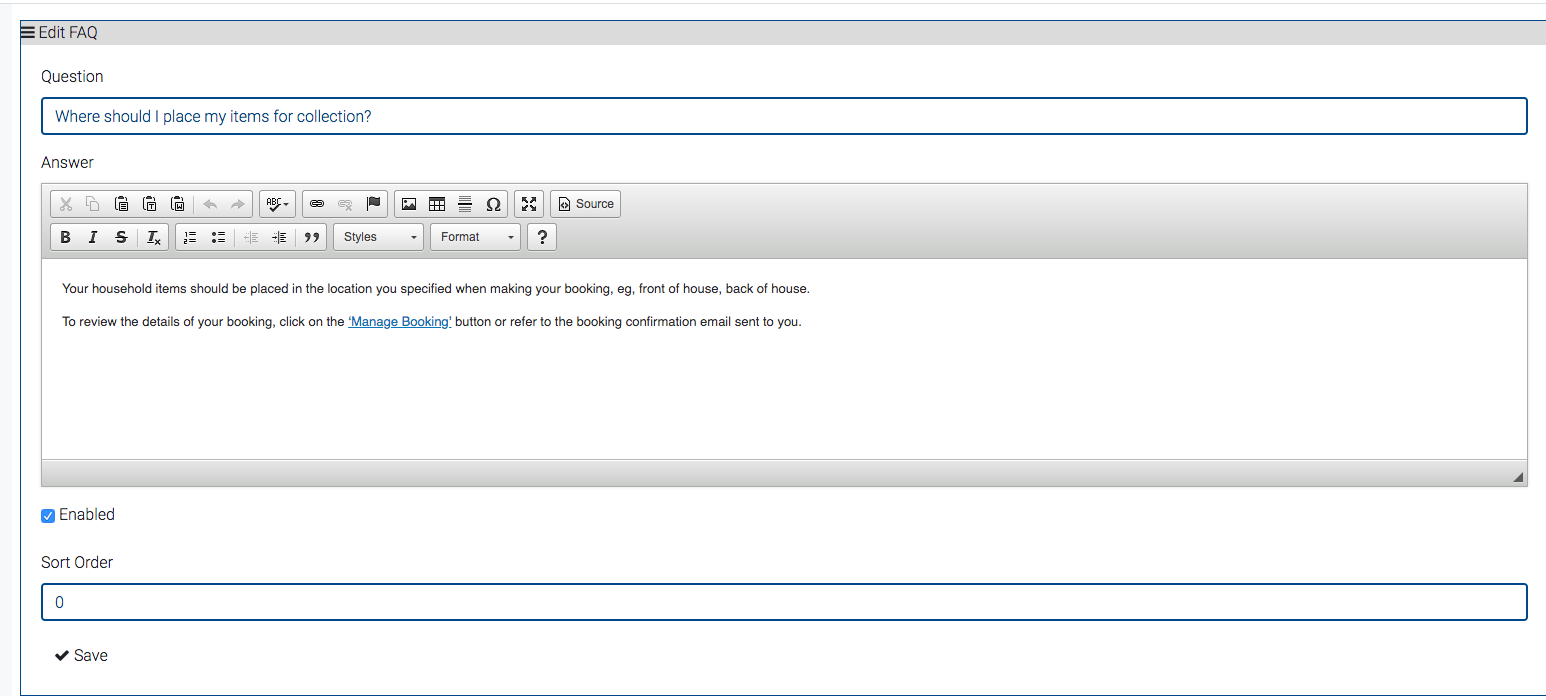 Edit FAQ
Question
Where should I place my items for collection?
Answer
ABC
Ω
Source
B I S Ix
Styles
Format
?
Your household items should be placed in the location you specified when making your booking, eg, front of house, back of house.
To review the details of your booking, click on the ‘Manage Booking’ button or refer to the booking confirmation email sent to you.
Enabled
Sort Order
0
Save